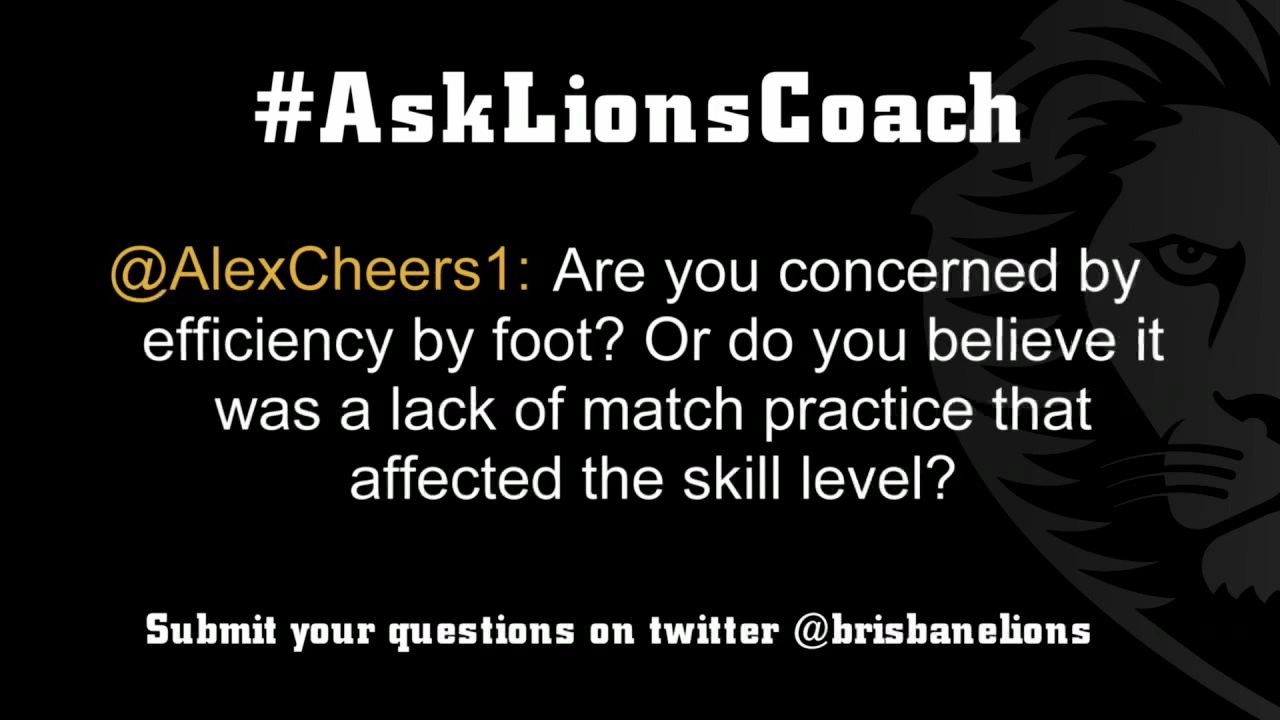 #AskLionsCoach
@AlexCheers1: Are you concerned by
efficiency by foot? Or do you believe it
was a lack of match practice that
affected the skill level?
Submit your questions on twitter @brisbanelions